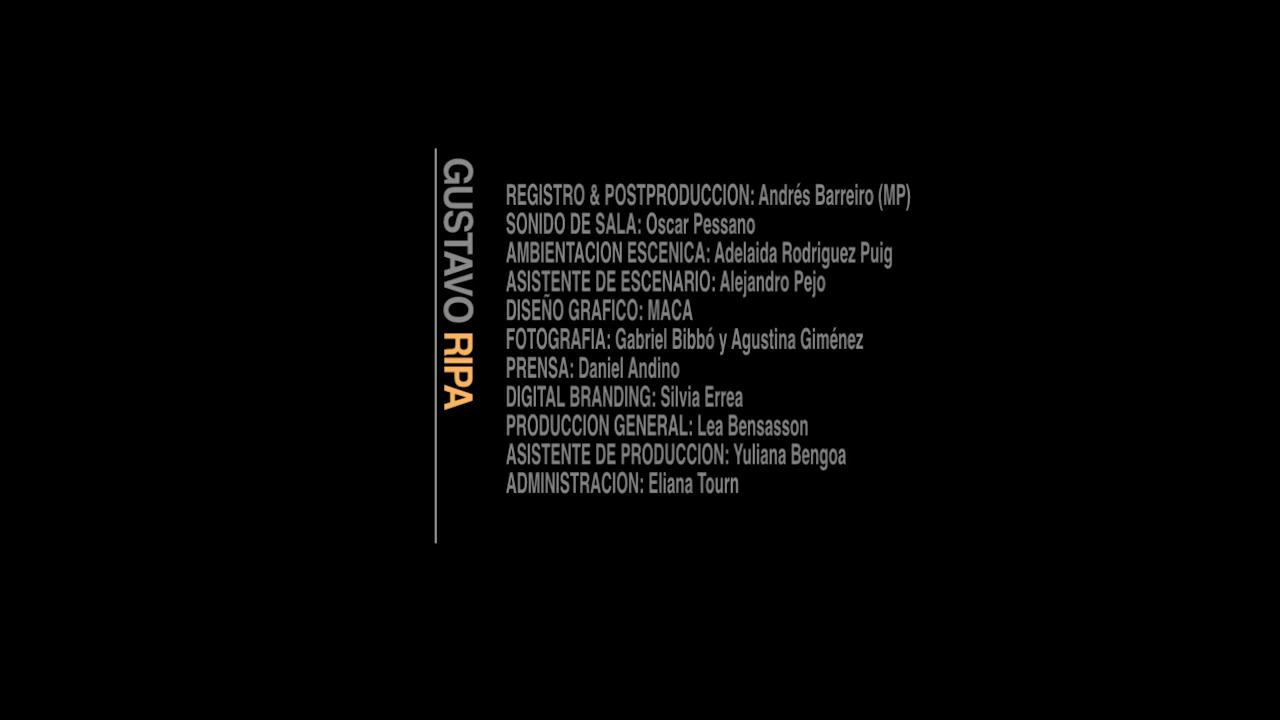 GUSTAVO RIPA
REGISTRO & POSTPRODUCCION: Andrés Barreiro (MP)
SONIDO DE SALA: Oscar Pessano
AMBIENTACION ESCENICA: Adelaida Rodriguez Puig
ASISTENTE DE ESCENARIO: Alejandro Pejo
DISEÑO GRAFICO: MACA
FOTOGRAFIA: Gabriel Bibbó y Agustina Giménez
PRENSA: Daniel Andino
DIGITAL BRANDING: Silvia Errea
PRODUCCION GENERAL: Lea Bensasson
ASISTENTE DE PRODUCCION: Yuliana Bengoa
ADMINISTRACION: Eliana Tourn